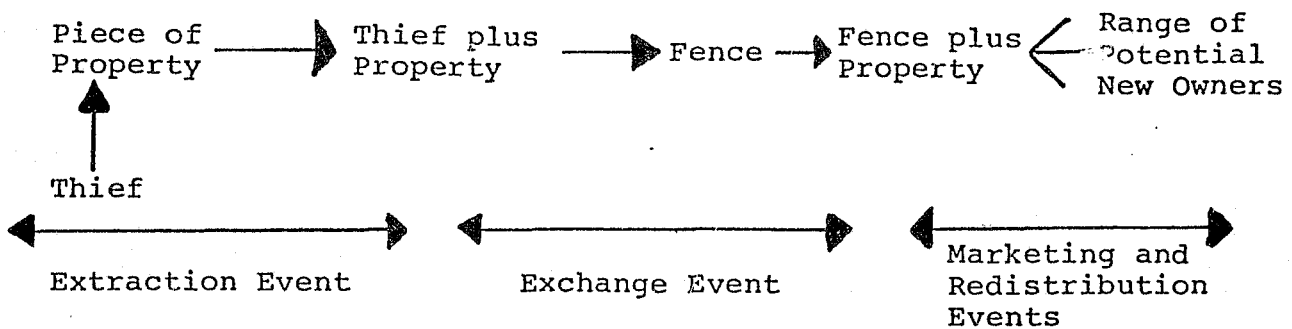 Piece of
Property
Thief plus
Property
Fence
Fence plus
Property
Range of
Potential
New Owners
Thief
Extraction Event
Exchange Event
Marketing and
Redistribution
Events